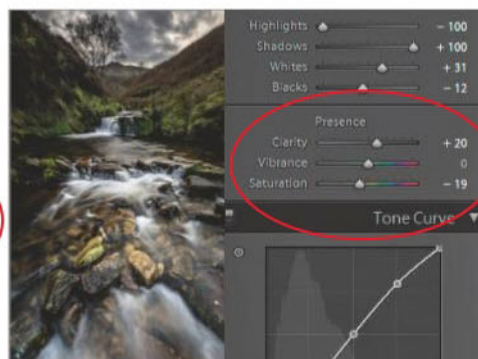 Highlights - 100
Shadows + 100
Whites + 31
Blacks - 12
Presence
Clarity + 20
Vibrance 0
Saturation - 19
Tone Curve